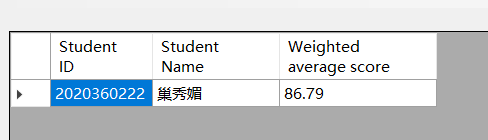 Student ID Student Name Weighted average score
2020360222 巢秀媚 86.79